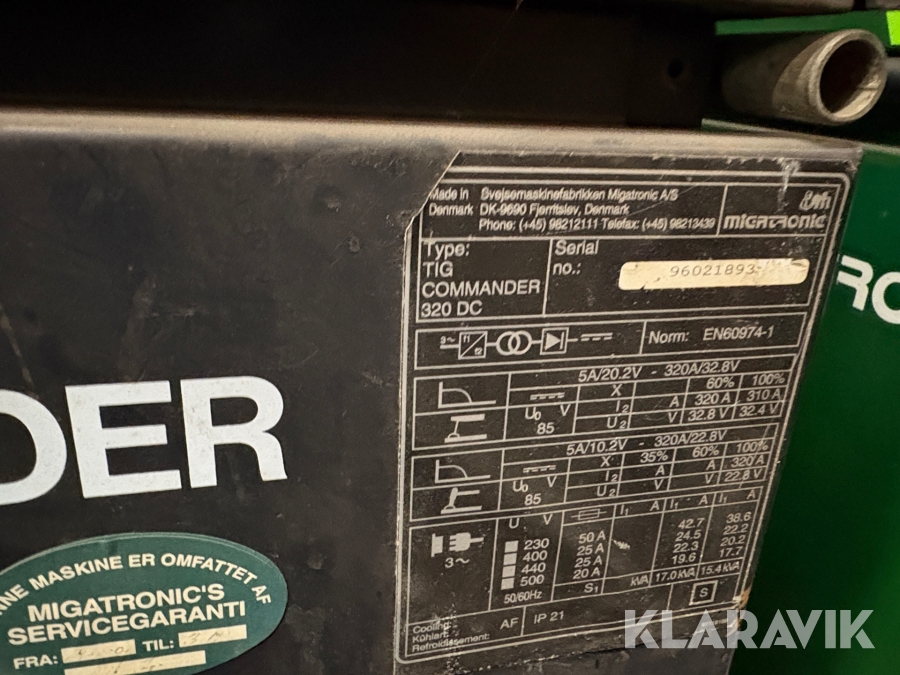 Made in Svejsemaskinefabrikken Migatronic A/S
Denmark DK-9690 Fjerritslev, Denmark
Phone: (+45) 98212111 Telefax: (+45) 98213439
MIGATRONIC
Type: Serial
TIG no.: 96021893
COMMANDER
320 DC
3~ f1 f2 Norm: EN60974-1
5A/20.2V - 320A/32.8V
X 60% 100%
U0 V I2 A 320 A 310 A
85 U2 V 32.8 V 32.4 V
5A/10.2V - 320A/22.8V
X 35% 60% 100%
U0 V I2 A A 320 A
85 U2 V V 22.8 V
U V I1 A I1 A I1 A
230 50 A 42.7 38.6
400 25 A 24.5 22.2
440 25 A 22.3 20.2
500 20 A 19.6 17.7
3~ 50/60Hz S1 kVA 17.0 kVA 15.4 kVA
Cooling:
Kühlart: AF IP 21 S
Refroidissement:
DER
RO
NE MASKINE ER OMFATTET AF
MIGATRONIC'S
SERVICEGARANTI
FRA: TIL:
KLARAVIK